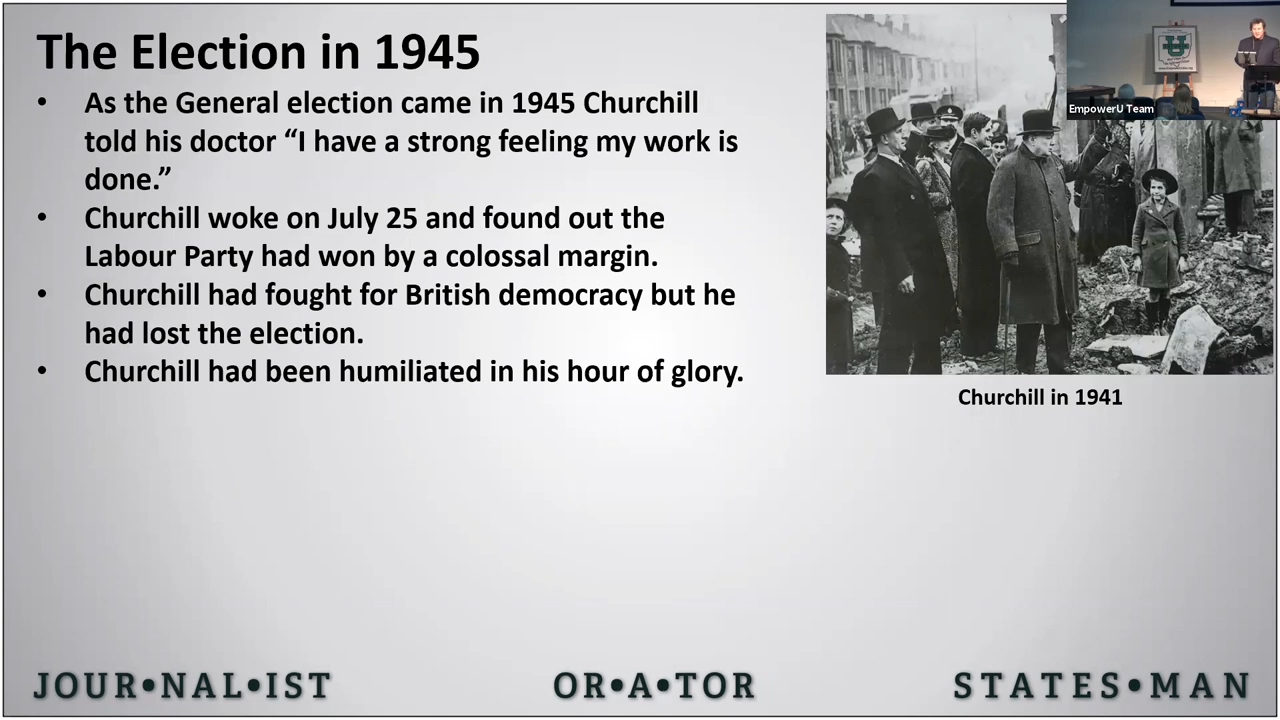 The Election in 1945
• As the General election came in 1945 Churchill
told his doctor “I have a strong feeling my work is
done.”
• Churchill woke on July 25 and found out the
Labour Party had won by a colossal margin.
• Churchill had fought for British democracy but he
had lost the election.
• Churchill had been humiliated in his hour of glory.
EmpowerU Team
Churchill in 1941
JOUR•NAL•IST
OR•A•TOR
STATES•MAN